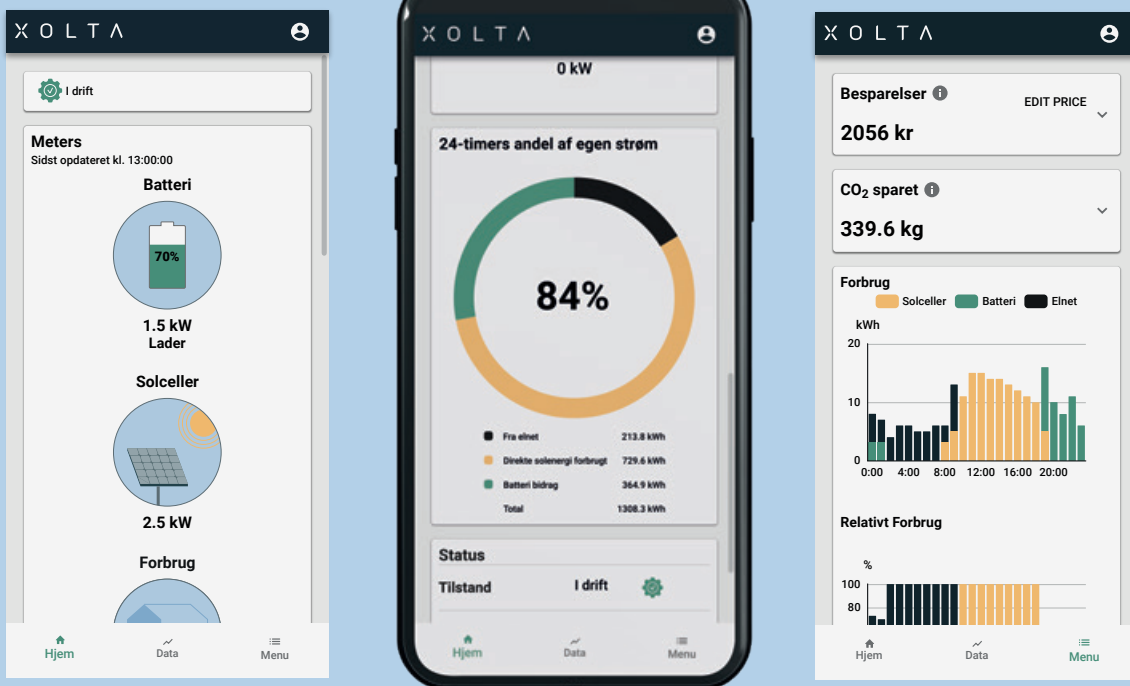 XOLTA
I drift
Meters
Sidst opdateret kl. 13:00:00
Batteri
70%
1.5 kW
Lader
Solceller
2.5 kW
Forbrug
Hjem
Data
Menu
XOLTA
0 kW
24-timers andel af egen strøm
84%
Fra elnet 213.8 kWh
Direkte solenergi forbrugt 729.6 kWh
Batteri bidrag 364.9 kWh
Total 1308.3 kWh
Status
Tilstand I drift
Hjem
Data
Menu
XOLTA
Besparelser
EDIT PRICE
2056 kr
CO₂ sparet
339.6 kg
Forbrug
Solceller Batteri Elnet
kWh
20
10
0
0:00 4:00 8:00 12:00 16:00 20:00
Relativt Forbrug
%
100
80
Hjem
Data
Menu